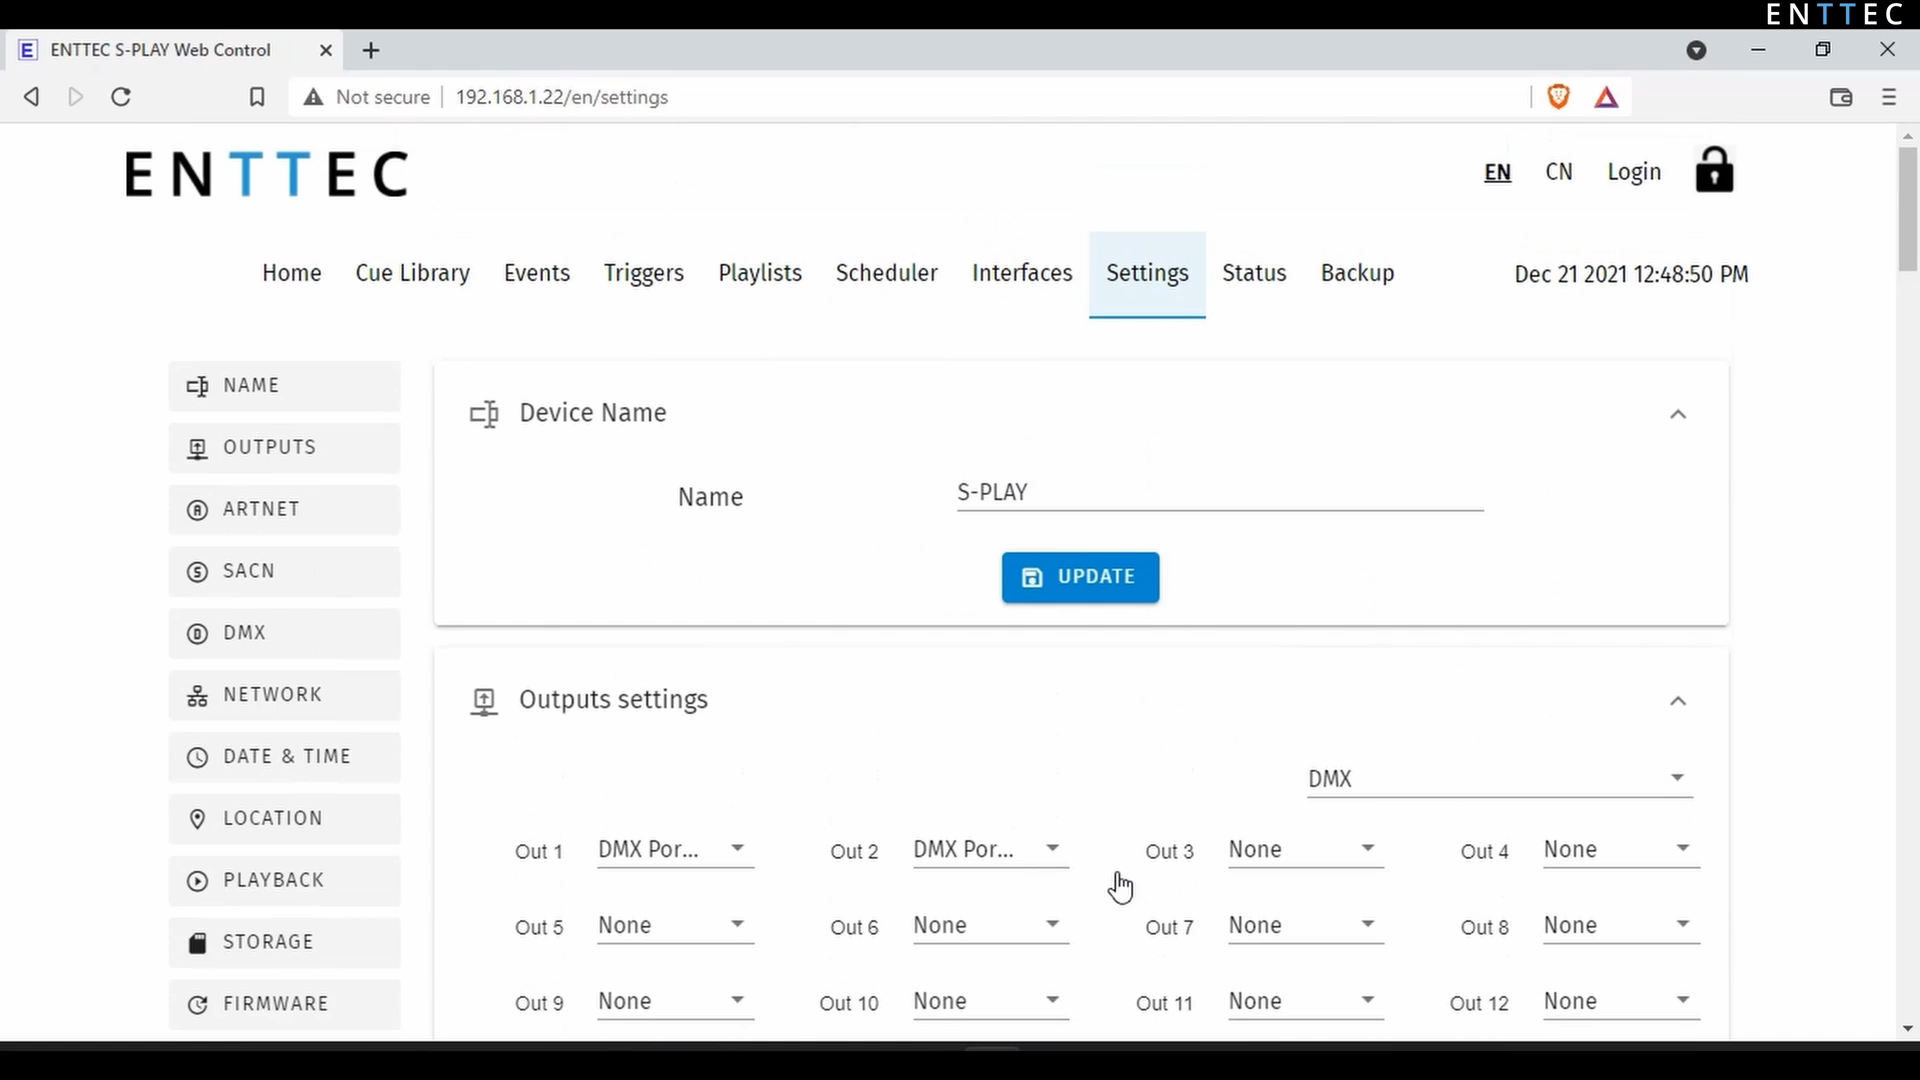 ENTTEC
E ENTTEC S-PLAY Web Control
Not secure 192.168.1.22/en/settings
ENTTEC
EN CN Login
Home Cue Library Events Triggers Playlists Scheduler Interfaces Settings Status Backup Dec 21 2021 12:48:50 PM
NAME
OUTPUTS
ARTNET
SACN
DMX
NETWORK
DATE & TIME
LOCATION
PLAYBACK
STORAGE
FIRMWARE
Device Name
Name S-PLAY
UPDATE
Outputs settings
DMX
Out 1 DMX Por... Out 2 DMX Por... Out 3 None Out 4 None
Out 5 None Out 6 None Out 7 None Out 8 None
Out 9 None Out 10 None Out 11 None Out 12 None